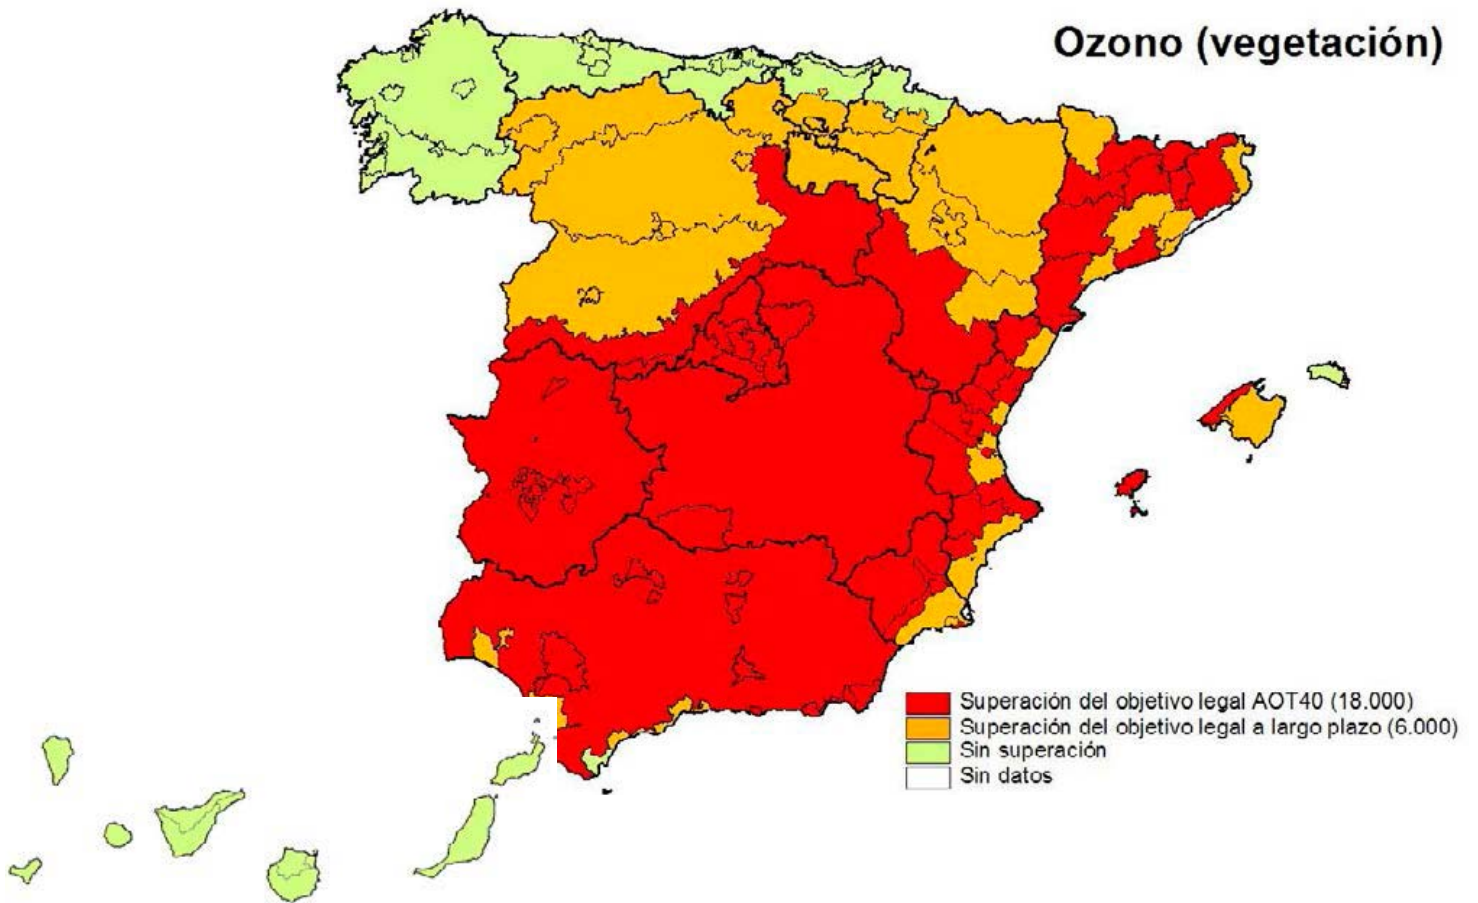 Ozono (vegetación)
Superación del objetivo legal AOT40 (18.000)
Superación del objetivo legal a largo plazo (6.000)
Sin superación
Sin datos